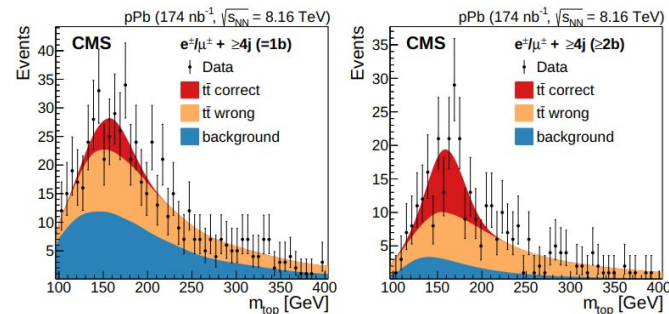 pPb (174 nb⁻¹, √sNN = 8.16 TeV)
CMS
e±/μ± + ≥4j (=1b)
Data
tt̄ correct
tt̄ wrong
background
Events
40
35
30
25
20
15
10
5
100 150 200 250 300 350 400
m_top [GeV]
pPb (174 nb⁻¹, √sNN = 8.16 TeV)
CMS
e±/μ± + ≥4j (≥2b)
Data
tt̄ correct
tt̄ wrong
background
Events
35
30
25
20
15
10
5
100 150 200 250 300 350 400
m_top [GeV]